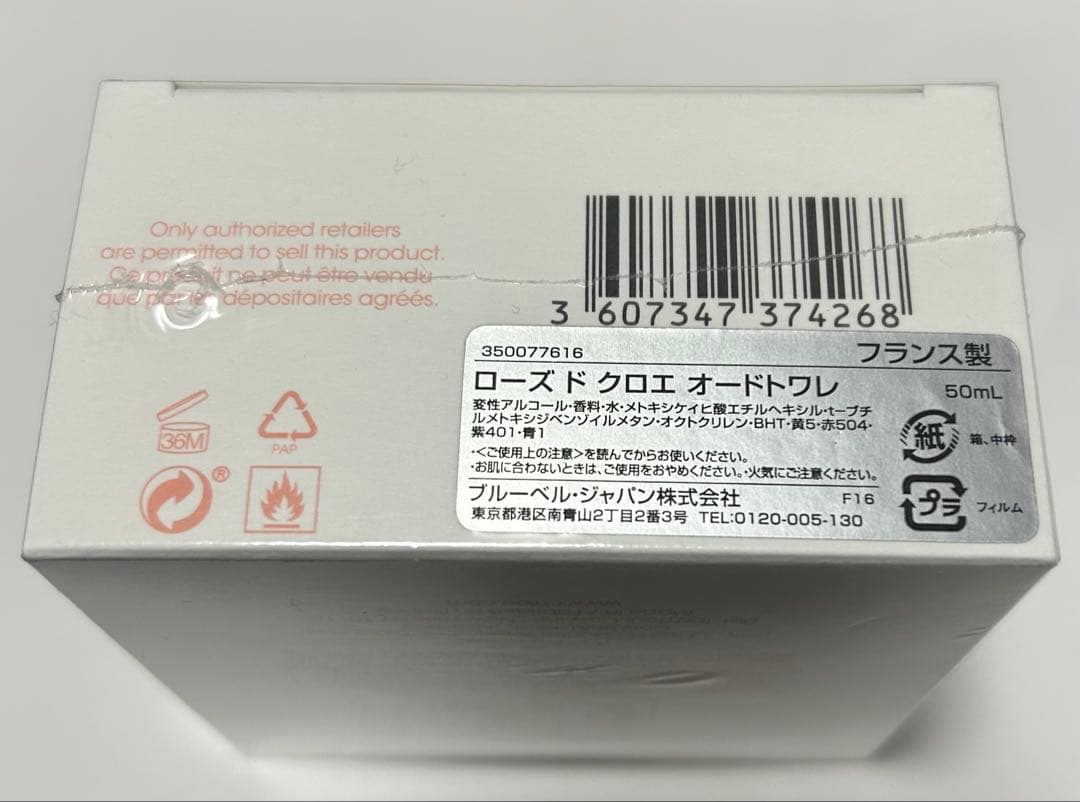 Only authorized retailers
are permitted to sell this product.
Ce produit ne peut être vendu
que par les dépositaires agréés.
3 607347 374268
350077616 フランス製
ローズ ド クロエ オードトワレ 50mL
変性アルコール・香料・水・メトキシケイヒ酸エチルヘキシル・t-ブチ
ルメトキシジベンゾイルメタン・オクトクリレン・BHT・黄5・赤504・
紫401・青1
・<ご使用上の注意>を読んでからお使いください。
・お肌に合わないときは、ご使用をおやめください。・火気にご注意ください。
ブルーベル・ジャパン株式会社 F16
東京都港区南青山2丁目2番3号 TEL:0120-005-130
紙 箱、中枠
プラ フィルム
36M
PAP
®